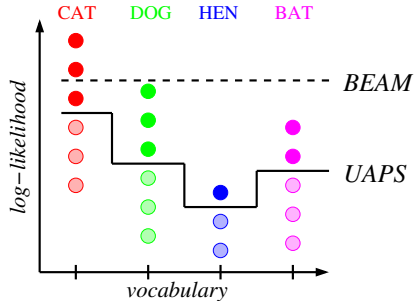 CAT DOG HEN BAT
BEAM
UAPS
log-likelihood
vocabulary